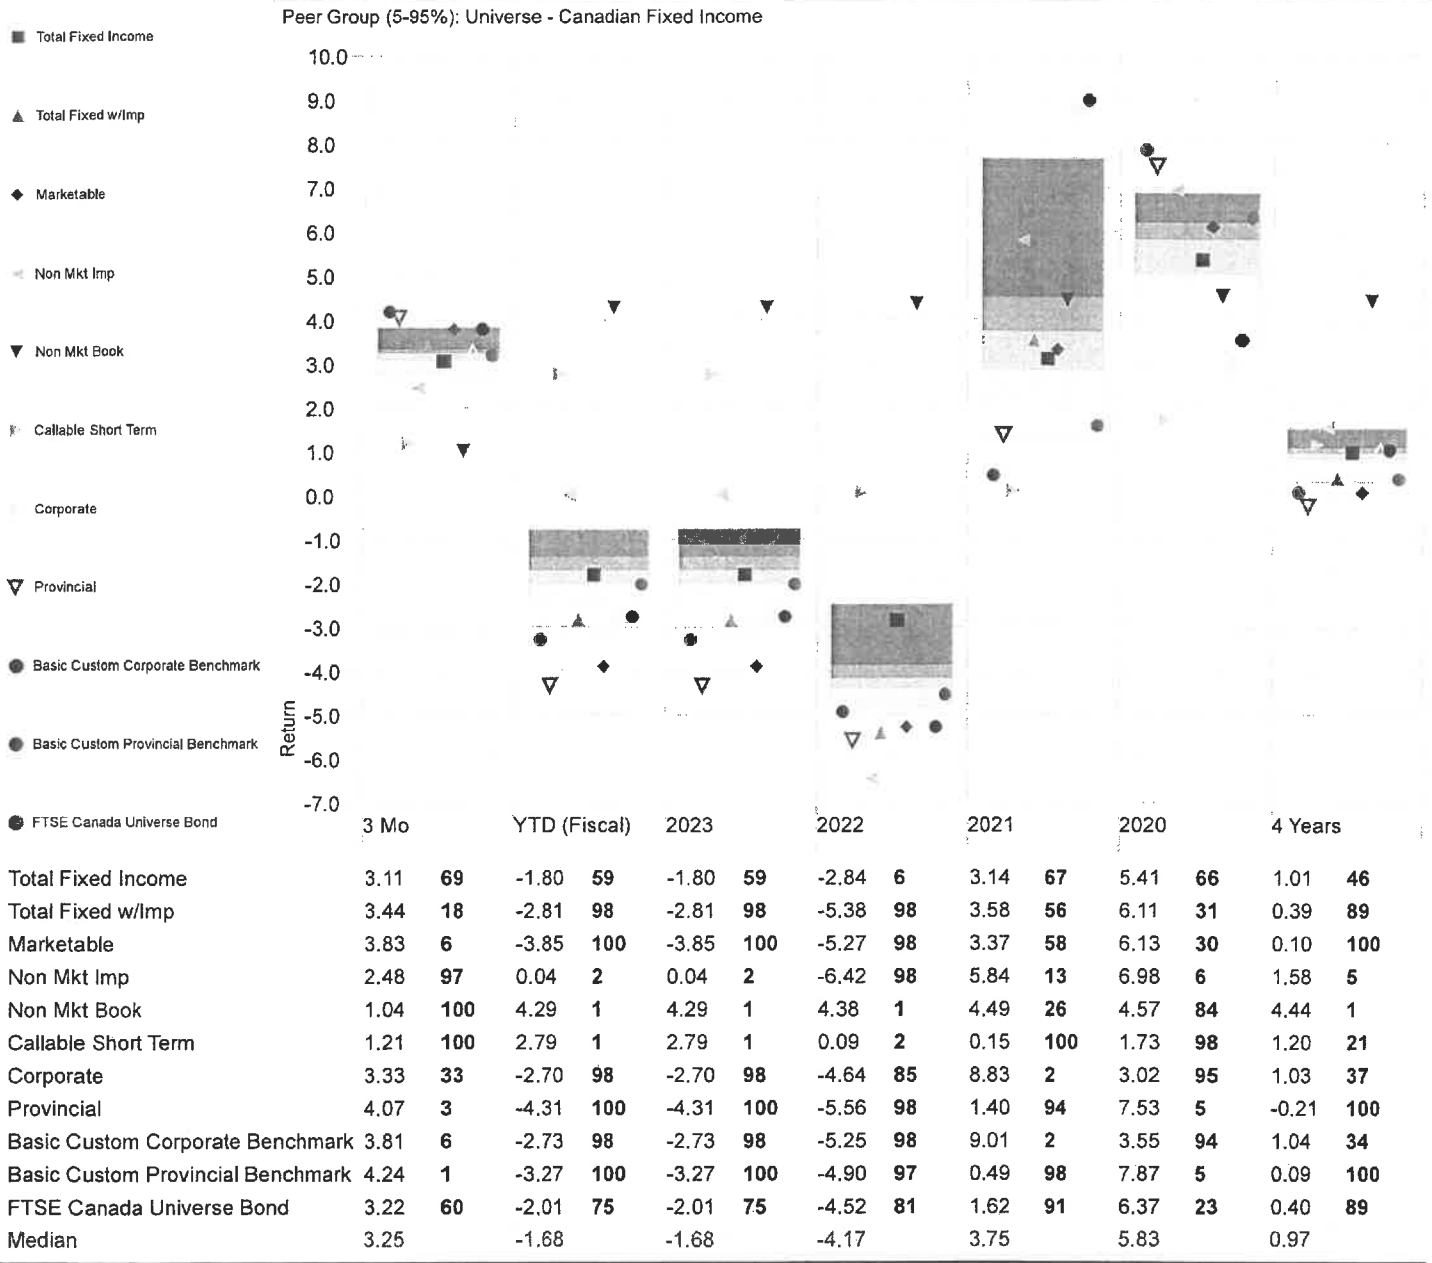 Peer Group (5-95%): Universe - Canadian Fixed Income
Total Fixed Income
Total Fixed w/Imp
Marketable
Non Mkt Imp
Non Mkt Book
Callable Short Term
Corporate
Provincial
Basic Custom Corporate Benchmark
Basic Custom Provincial Benchmark
FTSE Canada Universe Bond
Return
10.0
9.0
8.0
7.0
6.0
5.0
4.0
3.0
2.0
1.0
0.0
-1.0
-2.0
-3.0
-4.0
-5.0
-6.0
-7.0
3 Mo YTD (Fiscal) 2023 2022 2021 2020 4 Years
Total Fixed Income 3.11 69 -1.80 59 -1.80 59 -2.84 6 3.14 67 5.41 66 1.01 46
Total Fixed w/Imp 3.44 18 -2.81 98 -2.81 98 -5.38 98 3.58 56 6.11 31 0.39 89
Marketable 3.83 6 -3.85 100 -3.85 100 -5.27 98 3.37 58 6.13 30 0.10 100
Non Mkt Imp 2.48 97 0.04 2 0.04 2 -6.42 98 5.84 13 6.98 6 1.58 5
Non Mkt Book 1.04 100 4.29 1 4.29 1 4.38 1 4.49 26 4.57 84 4.44 1
Callable Short Term 1.21 100 2.79 1 2.79 1 0.09 2 0.15 100 1.73 98 1.20 21
Corporate 3.33 33 -2.70 98 -2.70 98 -4.64 85 8.83 2 3.02 95 1.03 37
Provincial 4.07 3 -4.31 100 -4.31 100 -5.56 98 1.40 94 7.53 5 -0.21 100
Basic Custom Corporate Benchmark 3.81 6 -2.73 98 -2.73 98 -5.25 98 9.01 2 3.55 94 1.04 34
Basic Custom Provincial Benchmark 4.24 1 -3.27 100 -3.27 100 -4.90 97 0.49 98 7.87 5 0.09 100
FTSE Canada Universe Bond 3.22 60 -2.01 75 -2.01 75 -4.52 81 1.62 91 6.37 23 0.40 89
Median 3.25 -1.68 -1.68 -4.17 3.75 5.83 0.97